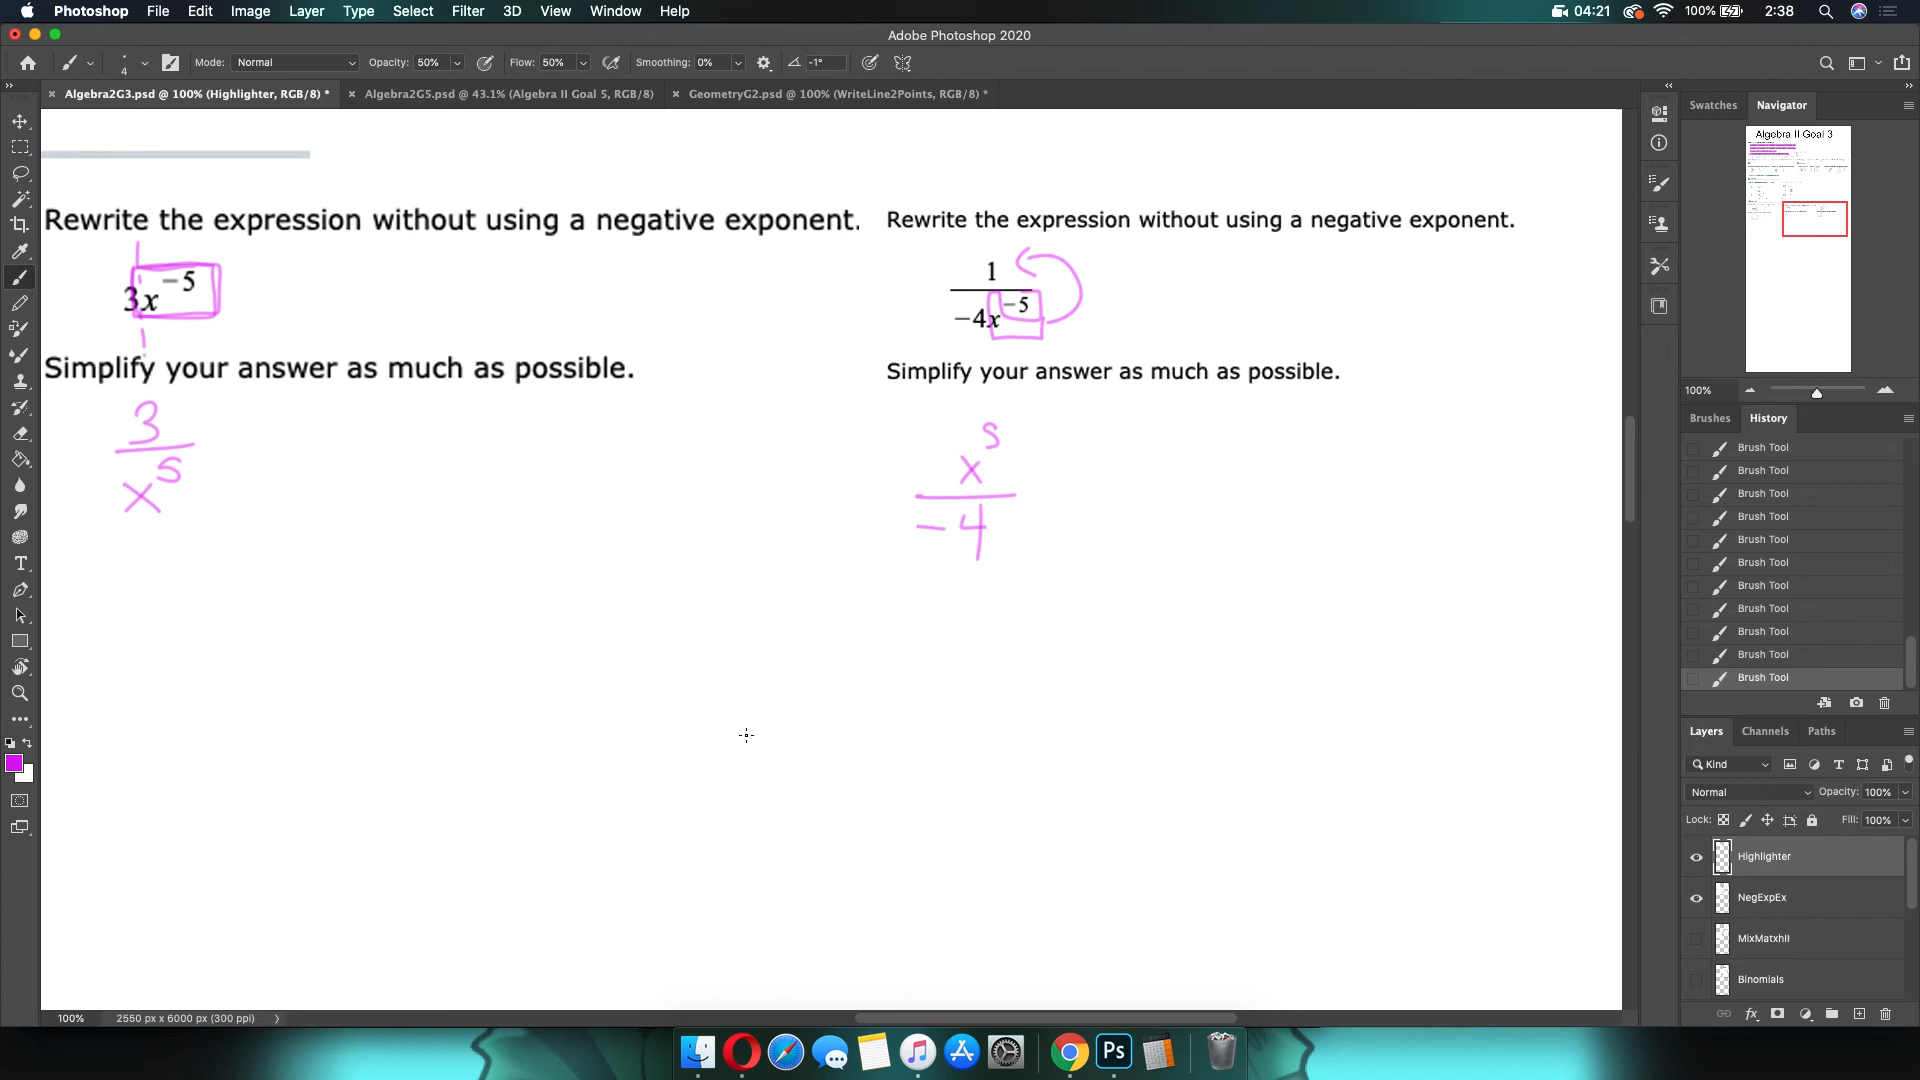 Photoshop File Edit Image Layer Type Select Filter 3D View Window Help 04:21 100% 2:38
Adobe Photoshop 2020
4 Mode: Normal Opacity: 50% Flow: 50% Smoothing: 0% -1°
Algebra2G3.psd @ 100% (Highlighter, RGB/8) * Algebra2G5.psd @ 43.1% (Algebra II Goal 5, RGB/8) GeometryG2.psd @ 100% (WriteLine2Points, RGB/8) *
Rewrite the expression without using a negative exponent.
3x^−5
Simplify your answer as much as possible.
3
x^5
Rewrite the expression without using a negative exponent.
1
−4x^−5
Simplify your answer as much as possible.
x^5
−4
100% 2550 px x 6000 px (300 ppi)
Swatches Navigator
Algebra II Goal 3
100%
Brushes History
Brush Tool
Brush Tool
Brush Tool
Brush Tool
Brush Tool
Brush Tool
Brush Tool
Brush Tool
Brush Tool
Brush Tool
Brush Tool
Layers Channels Paths
Kind
Normal Opacity: 100%
Lock: Fill: 100%
Highlighter
NegExpEx
MixMatxhII
Binomials
fx
Ps